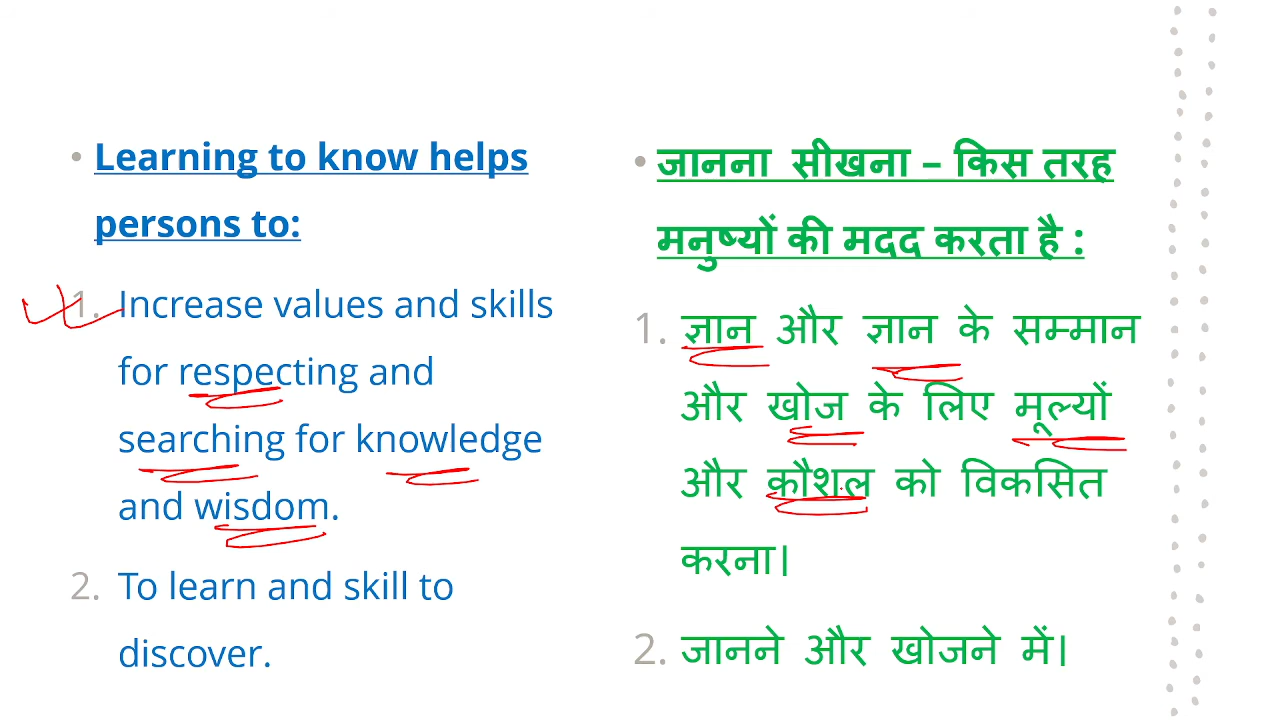 • Learning to know helps
persons to:
1. Increase values and skills
for respecting and
searching for knowledge
and wisdom.
2. To learn and skill to
discover.
• जानना सीखना – किस तरह
मनुष्यों की मदद करता है :
1. ज्ञान और ज्ञान के सम्मान
और खोज के लिए मूल्यों
और कौशल को विकसित
करना।
2. जानने और खोजने में।